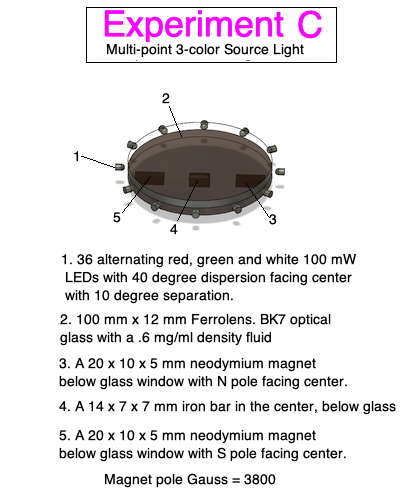 Experiment C
Multi-point 3-color Source Light
2
1
5
4
3
1. 36 alternating red, green and white 100 mW
LEDs with 40 degree dispersion facing center
with 10 degree separation.
2. 100 mm x 12 mm Ferrolens. BK7 optical
glass with a .6 mg/ml density fluid
3. A 20 x 10 x 5 mm neodymium magnet
below glass window with N pole facing center.
4. A 14 x 7 x 7 mm iron bar in the center, below glass
5. A 20 x 10 x 5 mm neodymium magnet
below glass window with S pole facing center.
Magnet pole Gauss = 3800